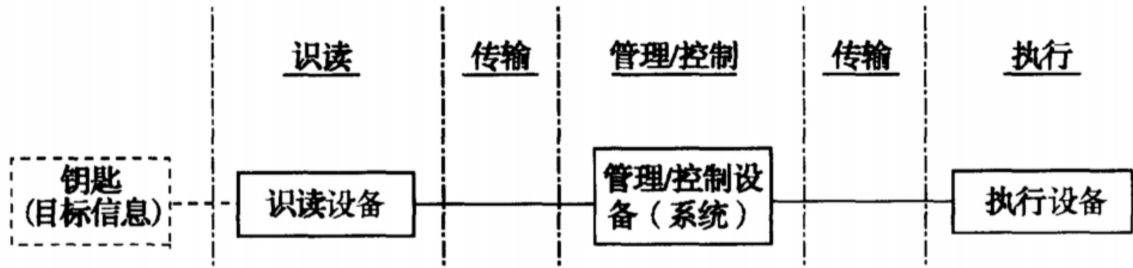 识读
传输
管理/控制
传输
执行
钥匙
(目标信息)
识读设备
管理/控制设
备（系统）
执行设备